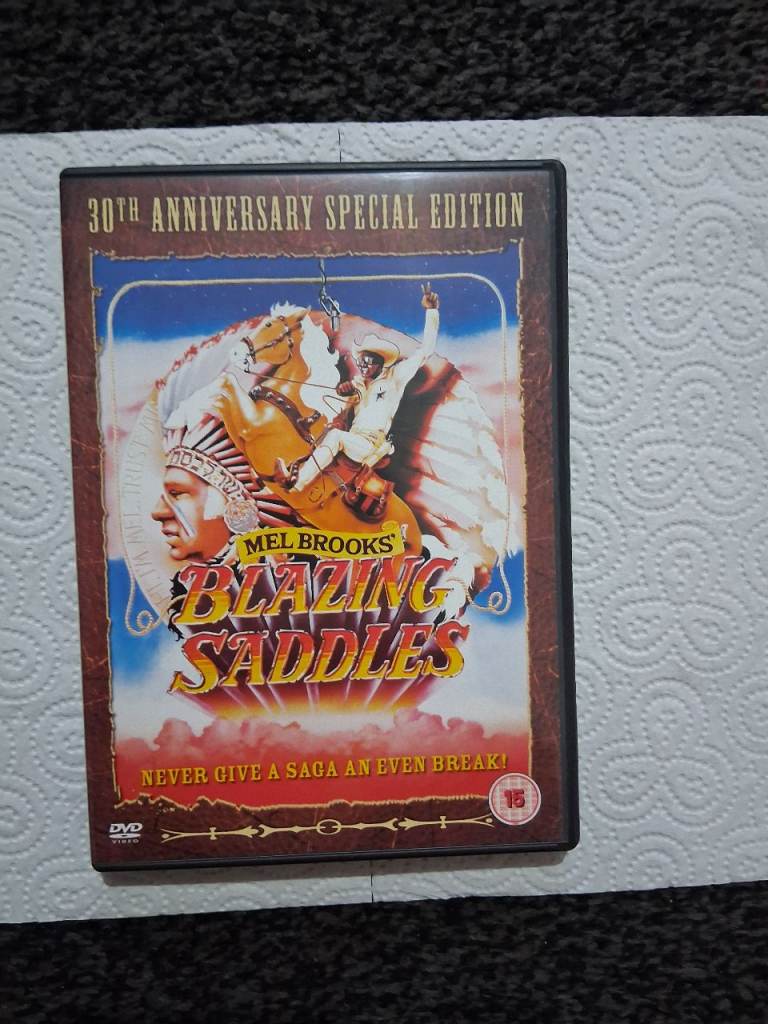 30TH ANNIVERSARY SPECIAL EDITION
MEL BROOKS'
BLAZING
SADDLES
NEVER GIVE A SAGA AN EVEN BREAK!
15
DVD
VIDEO